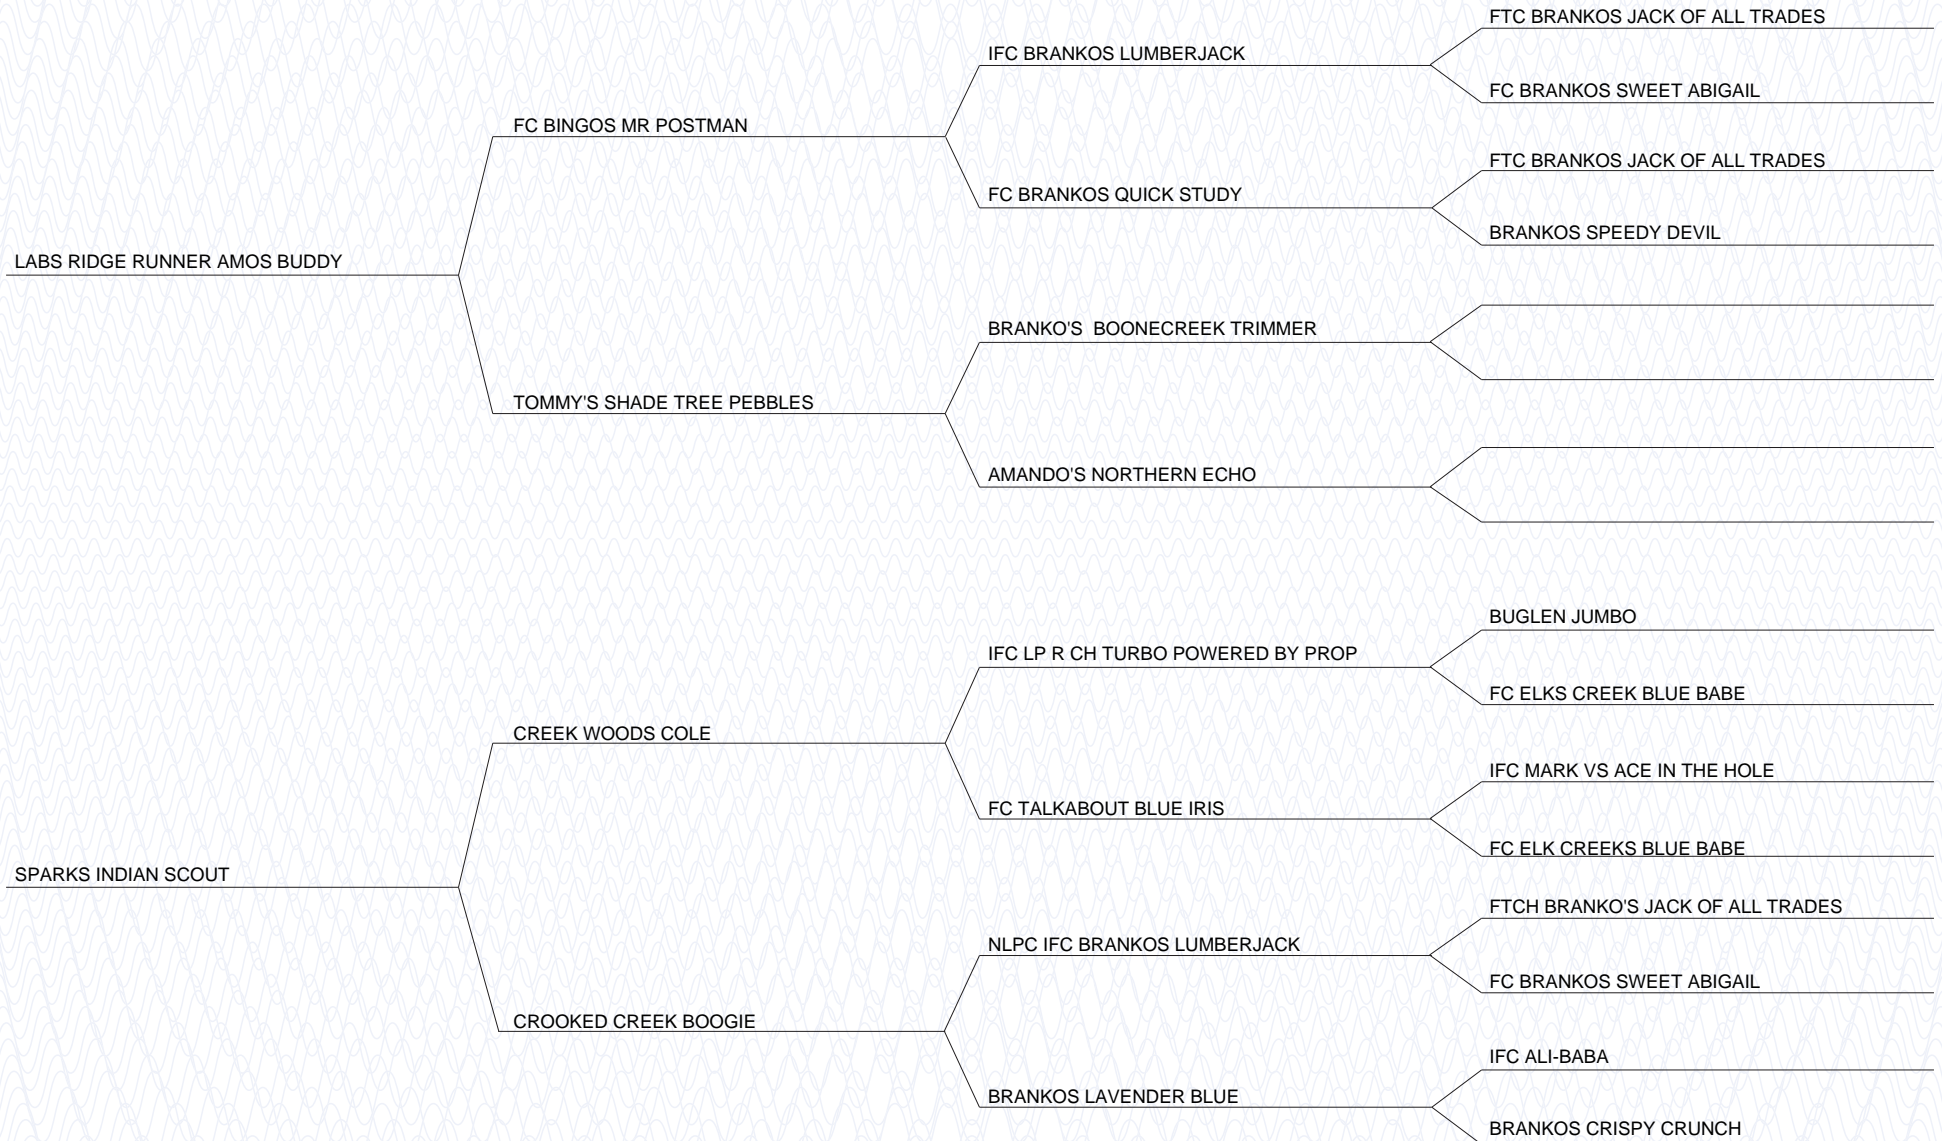 FTC BRANKOS JACK OF ALL TRADES
IFC BRANKOS LUMBERJACK
FC BRANKOS SWEET ABIGAIL
FC BINGOS MR POSTMAN
FTC BRANKOS JACK OF ALL TRADES
FC BRANKOS QUICK STUDY
BRANKOS SPEEDY DEVIL
LABS RIDGE RUNNER AMOS BUDDY
BRANKO'S  BOONECREEK TRIMMER
TOMMY'S SHADE TREE PEBBLES
AMANDO'S NORTHERN ECHO
BUGLEN JUMBO
IFC LP R CH TURBO POWERED BY PROP
FC ELKS CREEK BLUE BABE
CREEK WOODS COLE
IFC MARK VS ACE IN THE HOLE
FC TALKABOUT BLUE IRIS
FC ELK CREEKS BLUE BABE
SPARKS INDIAN SCOUT
FTCH BRANKO'S JACK OF ALL TRADES
NLPC IFC BRANKOS LUMBERJACK
FC BRANKOS SWEET ABIGAIL
CROOKED CREEK BOOGIE
IFC ALI-BABA
BRANKOS LAVENDER BLUE
BRANKOS CRISPY CRUNCH